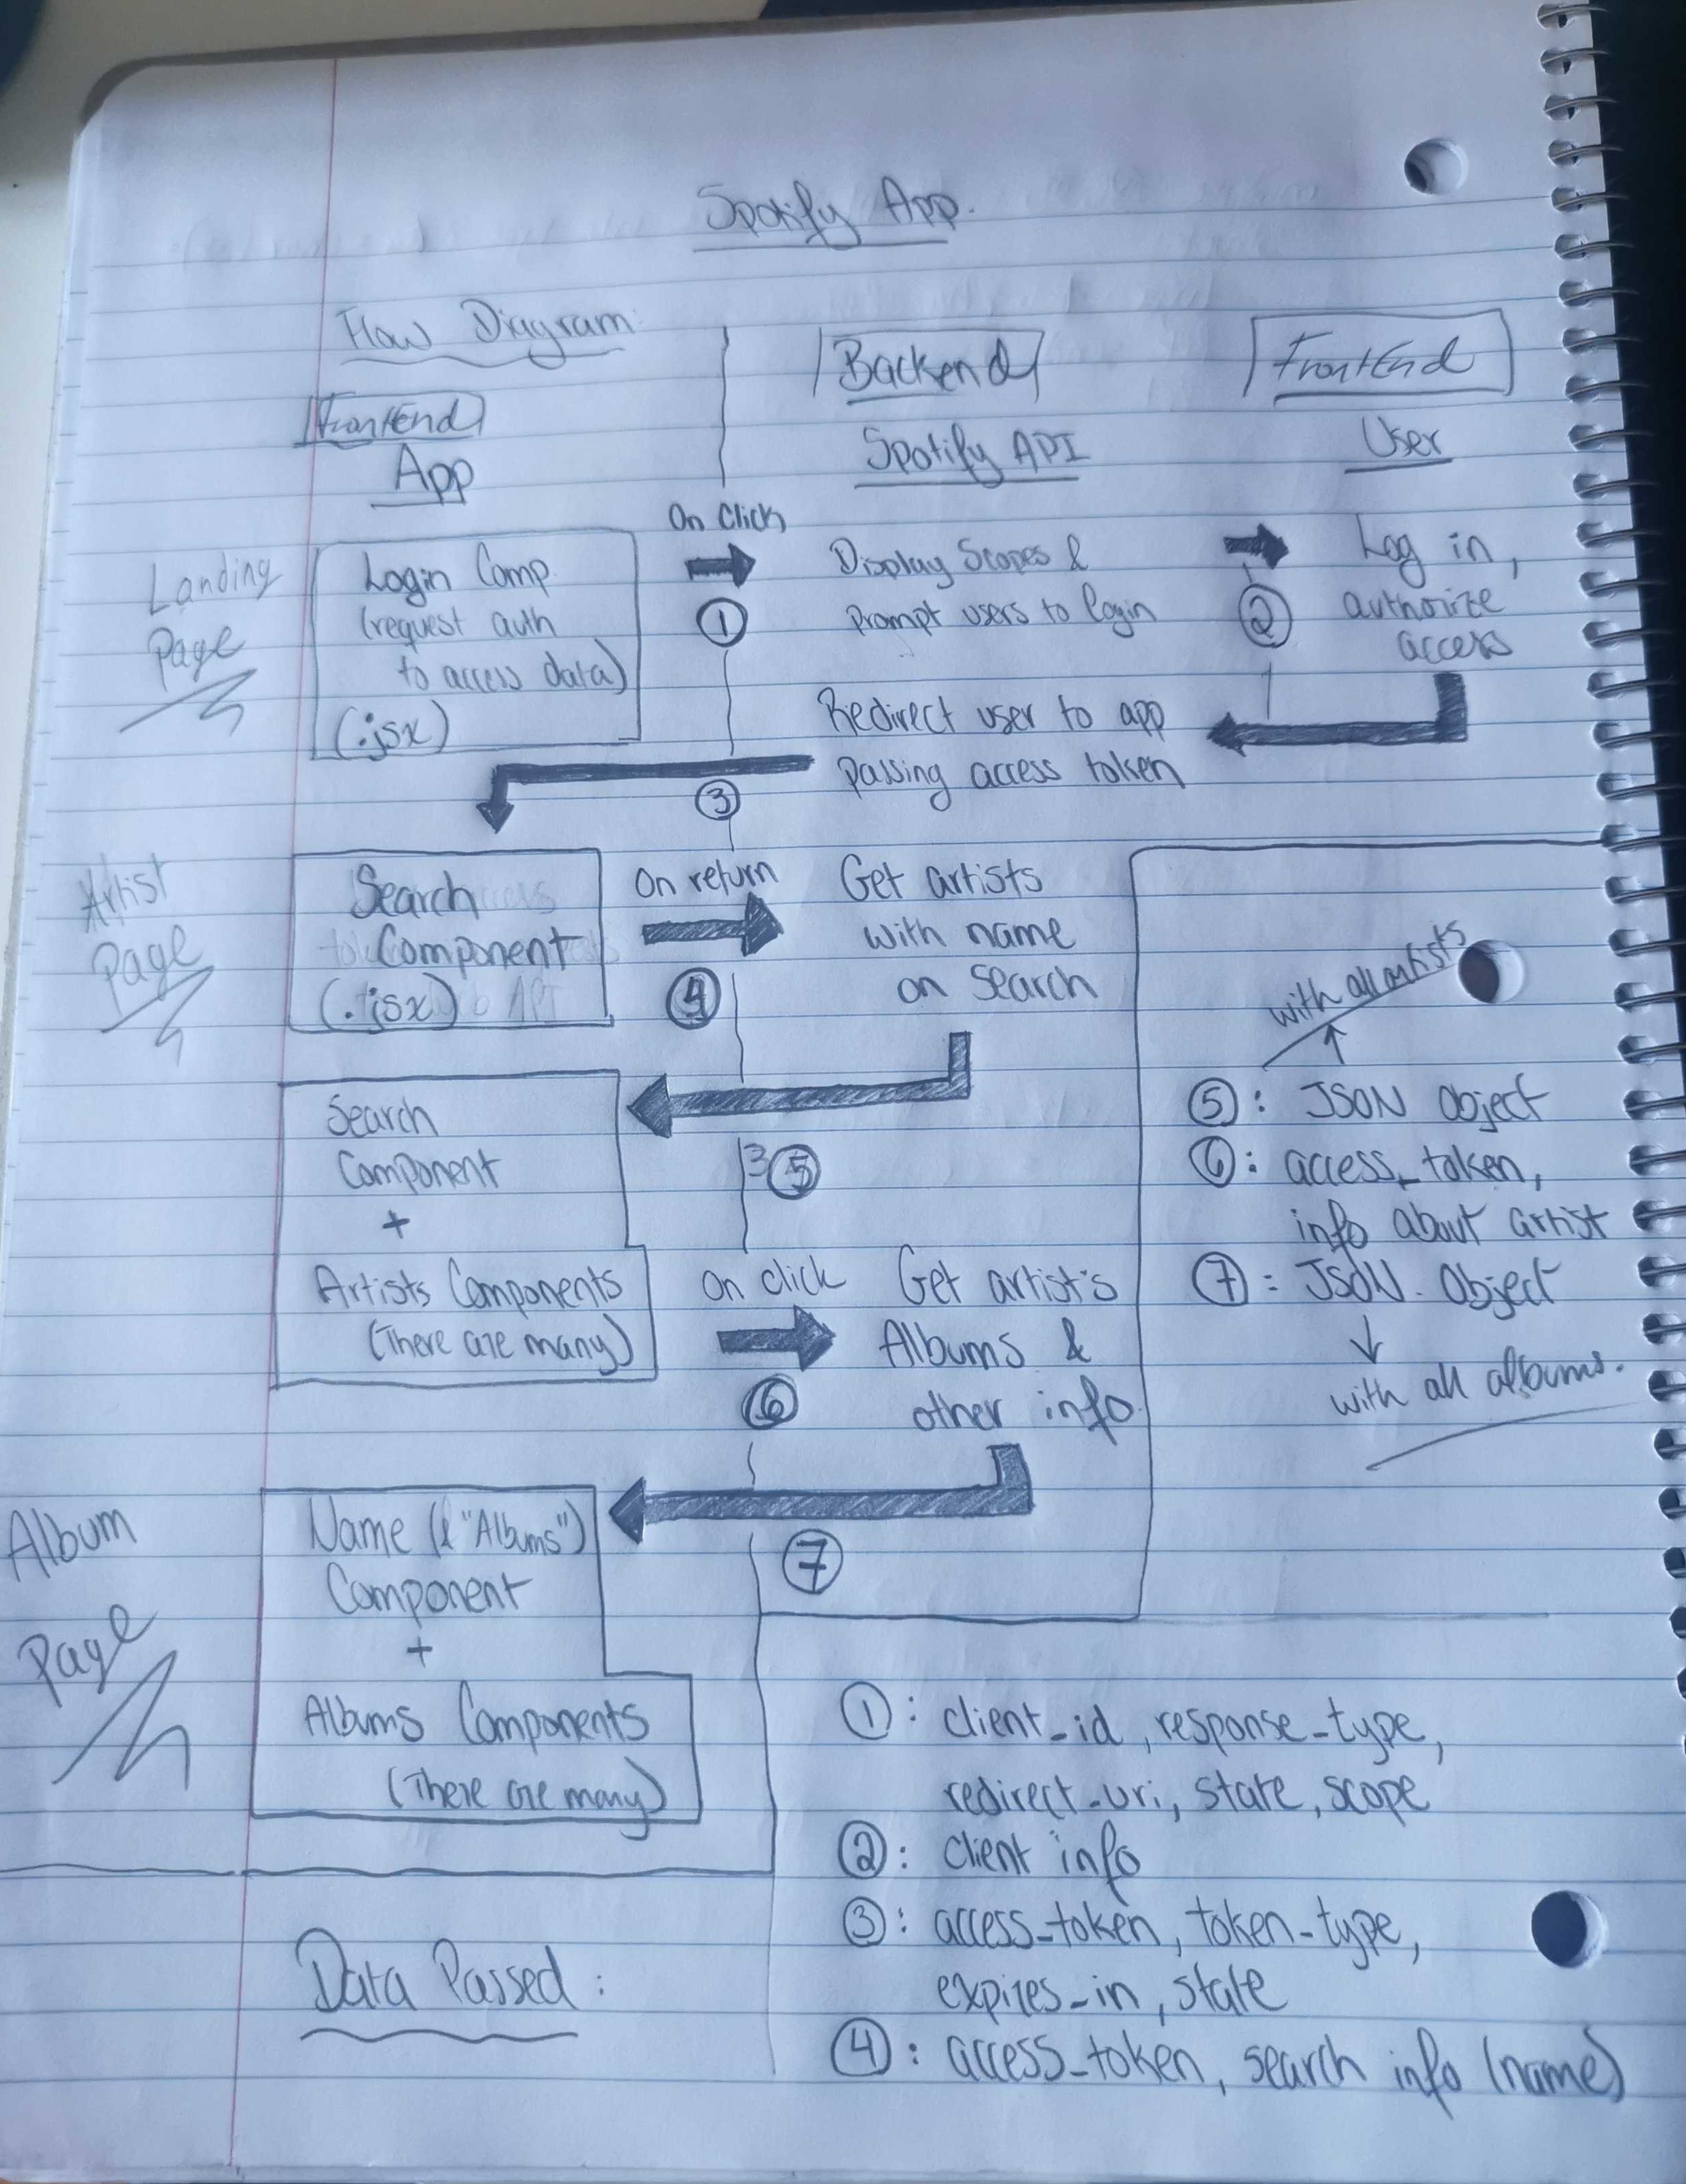 Spotify App.
Flow Diagram:
FrontEnd
App
Backend
Spotify API
FrontEnd
User
Landing
Page
Login Comp.
(request auth
to access data)
(.jsx)
On Click
1
Display Scopes &
Prompt users to login
2
Log in,
authorize
access
Redirect user to app
passing access token
3
Artist
Page
Search
Component
(.jsx)
On return
4
Get artists
with name
on search
Search
Component
+
Artists Components
(There are many)
3 5
On click
6
Get artist's
Albums &
other info.
Album
Page
Name (& "Albums")
Component
+
Albums Components
(There are many)
7
with all artists
5: JSON Object
6: access_token,
info about artist
7: JSON Object
with all albums.
Data Passed:
1: client_id, response_type,
redirect_uri, state, scope
2: client info
3: access_token, token_type,
expires_in, state
4: access_token, search info (name)